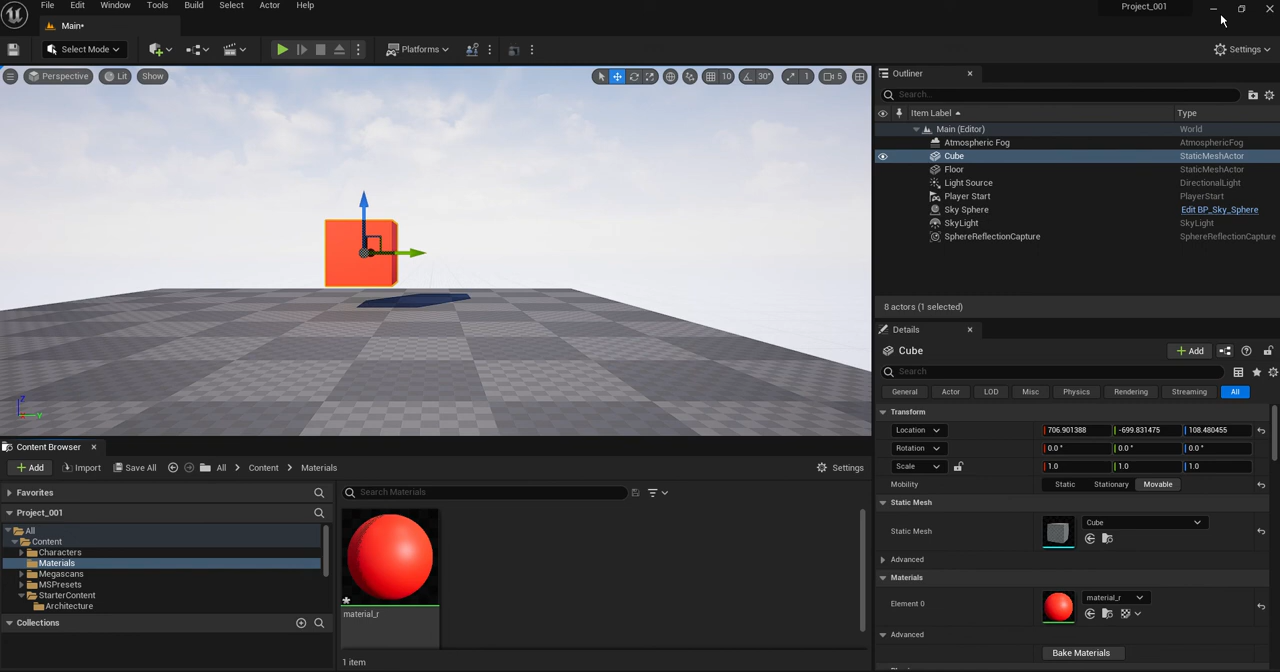 File Edit Window Tools Build Select Actor Help Project_001
Main•
Select Mode Platforms Settings
Perspective Lit Show 10 30° 1 5
Outliner
Search...
Item Label Type
Main (Editor) World
Atmospheric Fog AtmosphericFog
Cube StaticMeshActor
Floor StaticMeshActor
Light Source DirectionalLight
Player Start PlayerStart
Sky Sphere Edit BP_Sky_Sphere
SkyLight SkyLight
SphereReflectionCapture SphereReflectionCapture
8 actors (1 selected)
Details
Cube + Add
Search
General Actor LOD Misc Physics Rendering Streaming All
Transform
Location 706.901388 -699.831475 108.480455
Rotation 0.0 ° 0.0 ° 0.0 °
Scale 1.0 1.0 1.0
Mobility Static Stationary Movable
Static Mesh
Static Mesh Cube
Advanced
Materials
Element 0 material_r
Advanced
Bake Materials
Z
Y
Content Browser
+ Add Import Save All All Content Materials Settings
Favorites
Search Materials
Project_001
All
Content
Characters
Materials
Megascans
MSPresets
StarterContent
Architecture
Collections
material_r
1 item